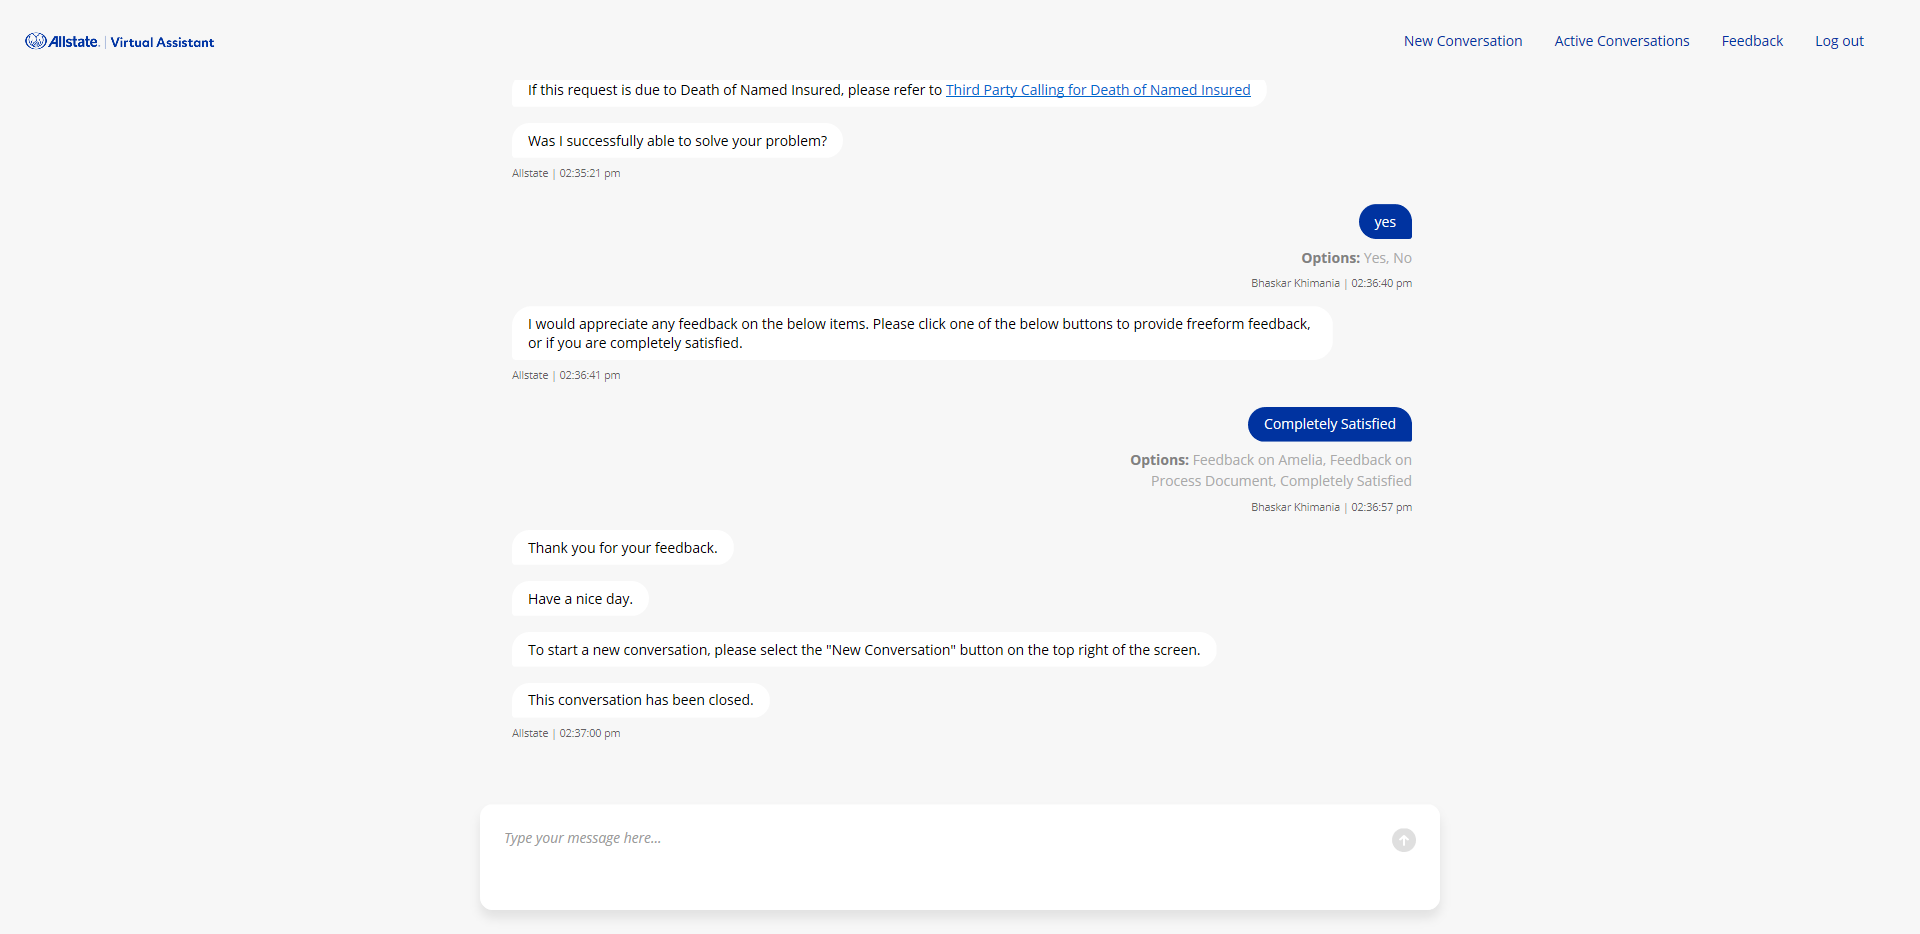 Allstate. | Virtual Assistant
New Conversation Active Conversations Feedback Log out
If this request is due to Death of Named Insured, please refer to Third Party Calling for Death of Named Insured
Was I successfully able to solve your problem?
Allstate | 02:35:21 pm
yes
Options: Yes, No
Bhaskar Khimania | 02:36:40 pm
I would appreciate any feedback on the below items. Please click one of the below buttons to provide freeform feedback,
or if you are completely satisfied.
Allstate | 02:36:41 pm
Completely Satisfied
Options: Feedback on Amelia, Feedback on
Process Document, Completely Satisfied
Bhaskar Khimania | 02:36:57 pm
Thank you for your feedback.
Have a nice day.
To start a new conversation, please select the "New Conversation" button on the top right of the screen.
This conversation has been closed.
Allstate | 02:37:00 pm
Type your message here...